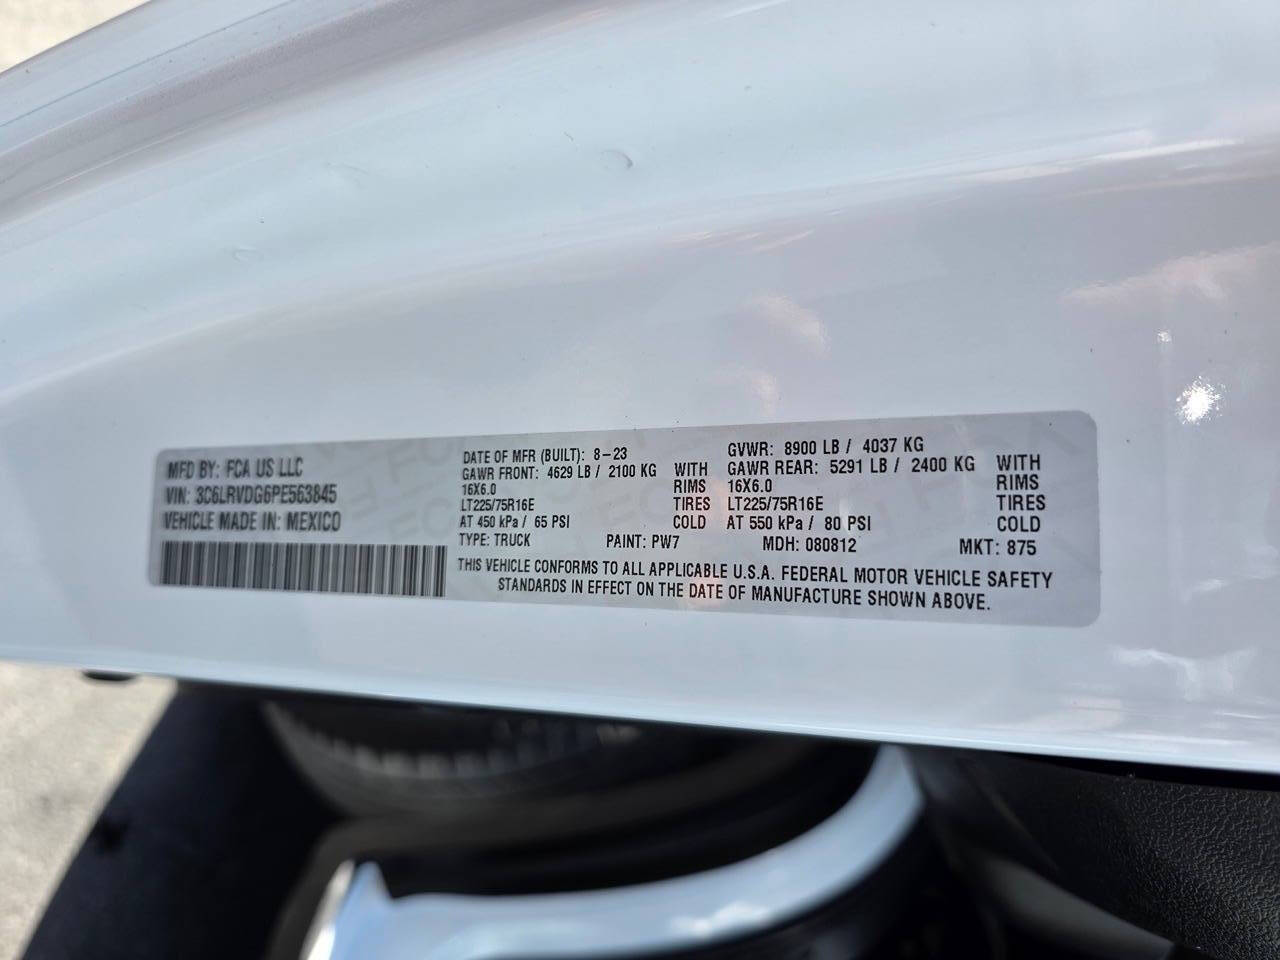 MFD BY: FCA US LLC
VIN: 3C6LRVDG6PE563845
VEHICLE MADE IN: MEXICO
DATE OF MFR (BUILT): 8-23
GAWR FRONT: 4629 LB / 2100 KG WITH
16X6.0 RIMS
LT225/75R16E TIRES
AT 450 kPa / 65 PSI COLD
GVWR: 8900 LB / 4037 KG
GAWR REAR: 5291 LB / 2400 KG WITH
16X6.0 RIMS
LT225/75R16E TIRES
AT 550 kPa / 80 PSI COLD
TYPE: TRUCK PAINT: PW7 MDH: 080812 MKT: 875
THIS VEHICLE CONFORMS TO ALL APPLICABLE U.S.A. FEDERAL MOTOR VEHICLE SAFETY
STANDARDS IN EFFECT ON THE DATE OF MANUFACTURE SHOWN ABOVE.